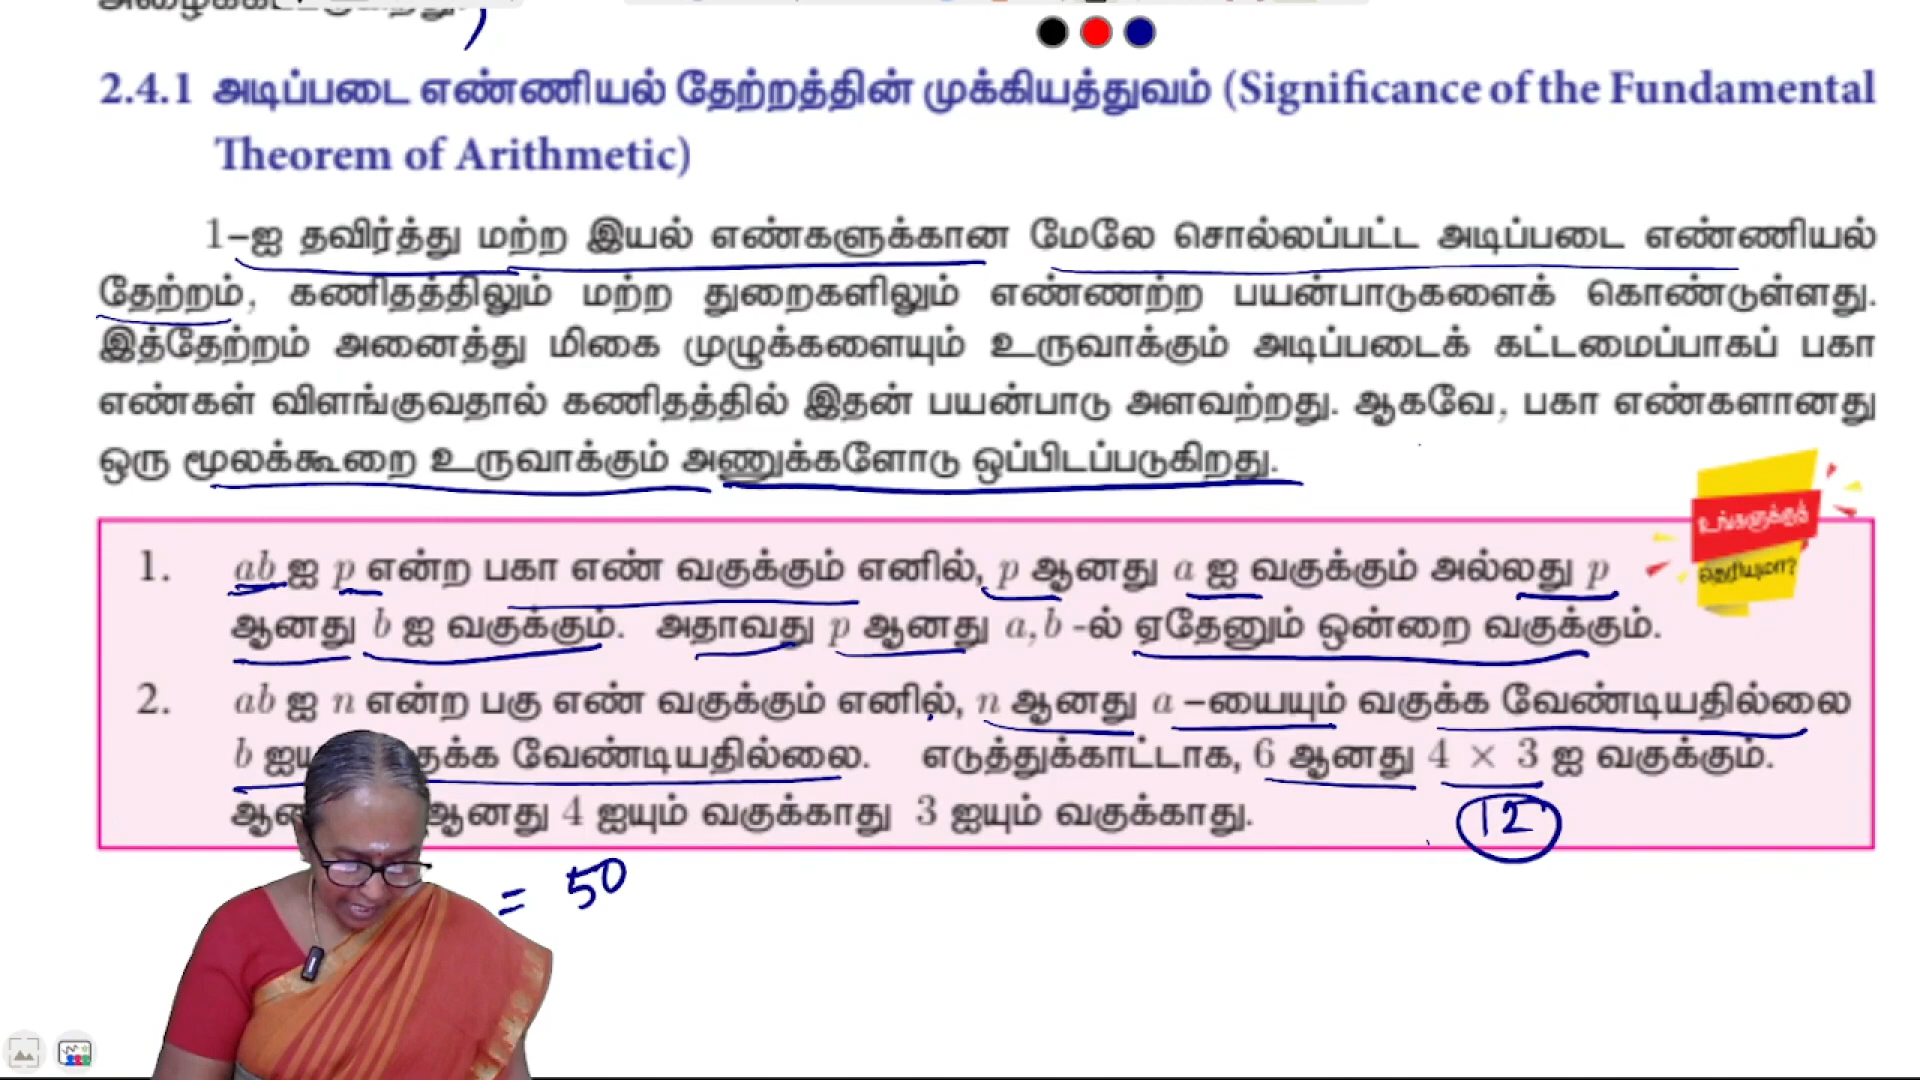 2.4.1 அடிப்படை எண்ணியல் தேற்றத்தின் முக்கியத்துவம் (Significance of the Fundamental
Theorem of Arithmetic)
1–ஐ தவிர்த்து மற்ற இயல் எண்களுக்கான மேலே சொல்லப்பட்ட அடிப்படை எண்ணியல்
தேற்றம், கணிதத்திலும் மற்ற துறைகளிலும் எண்ணற்ற பயன்பாடுகளைக் கொண்டுள்ளது.
இத்தேற்றம் அனைத்து மிகை முழுக்களையும் உருவாக்கும் அடிப்படைக் கட்டமைப்பாகப் பகா
எண்கள் விளங்குவதால் கணிதத்தில் இதன் பயன்பாடு அளவற்றது. ஆகவே, பகா எண்களானது
ஒரு மூலக்கூறை உருவாக்கும் அணுக்களோடு ஒப்பிடப்படுகிறது.
உங்களுக்குத்
தெரியுமா?
1. ab ஐ p என்ற பகா எண் வகுக்கும் எனில், p ஆனது a ஐ வகுக்கும் அல்லது p
ஆனது b ஐ வகுக்கும். அதாவது p ஆனது a, b -ல் ஏதேனும் ஒன்றை வகுக்கும்.
2. ab ஐ n என்ற பகு எண் வகுக்கும் எனில், n ஆனது a –யையும் வகுக்க வேண்டியதில்லை
b வேண்டியதில்லை. எடுத்துக்காட்டாக, 6 ஆனது 4 × 3 ஐ வகுக்கும்.
ஆனது 4 ஐயும் வகுக்காது 3 ஐயும் வகுக்காது.
12
= 50